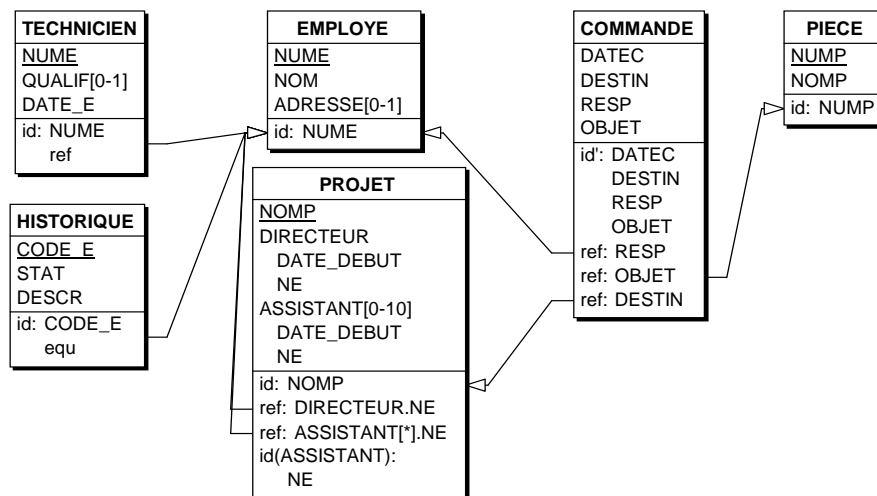 TECHNICIEN
NUME
QUALIF[0-1]
DATE_E
id: NUME
ref
EMPLOYE
NUME
NOM
ADRESSE[0-1]
id: NUME
COMMANDE
DATEC
DESTIN
RESP
OBJET
id': DATEC
DESTIN
RESP
OBJET
ref: RESP
ref: OBJET
ref: DESTIN
PIECE
NUMP
NOMP
id: NUMP
HISTORIQUE
CODE_E
STAT
DESCR
id: CODE_E
equ
PROJET
NOMP
DIRECTEUR
DATE_DEBUT
NE
ASSISTANT[0-10]
DATE_DEBUT
NE
id: NOMP
ref: DIRECTEUR.NE
ref: ASSISTANT[*].NE
id(ASSISTANT):
NE